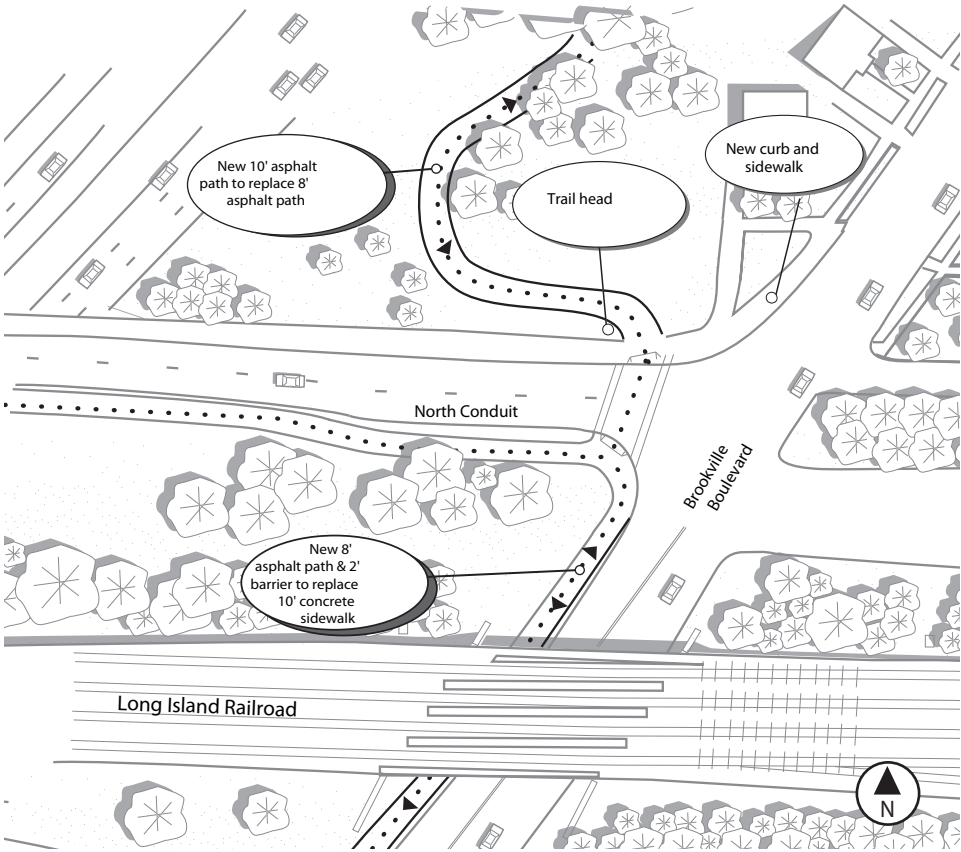 New 10' asphalt
path to replace 8'
asphalt path
New curb and
sidewalk
Trail head
North Conduit
Brookville
Boulevard
New 8'
asphalt path & 2'
barrier to replace
10' concrete
sidewalk
Long Island Railroad
N